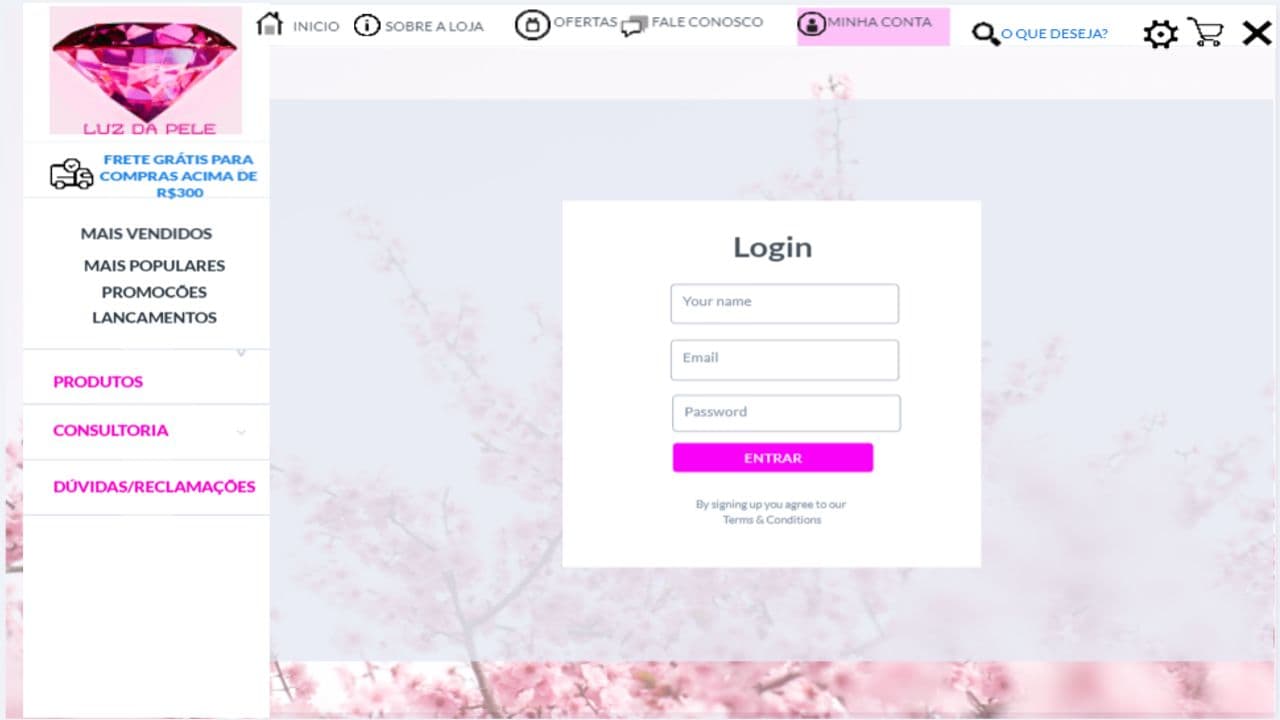 INICIO
SOBRE A LOJA
OFERTAS
FALE CONOSCO
MINHA CONTA
O QUE DESEJA?
LUZ DA PELE
FRETE GRÁTIS PARA
COMPRAS ACIMA DE
R$300
MAIS VENDIDOS
MAIS POPULARES
PROMOCÕES
LANCAMENTOS
PRODUTOS
CONSULTORIA
DÚVIDAS/RECLAMAÇÕES
Login
Your name
Email
Password
ENTRAR
By signing up you agree to our
Terms & Conditions